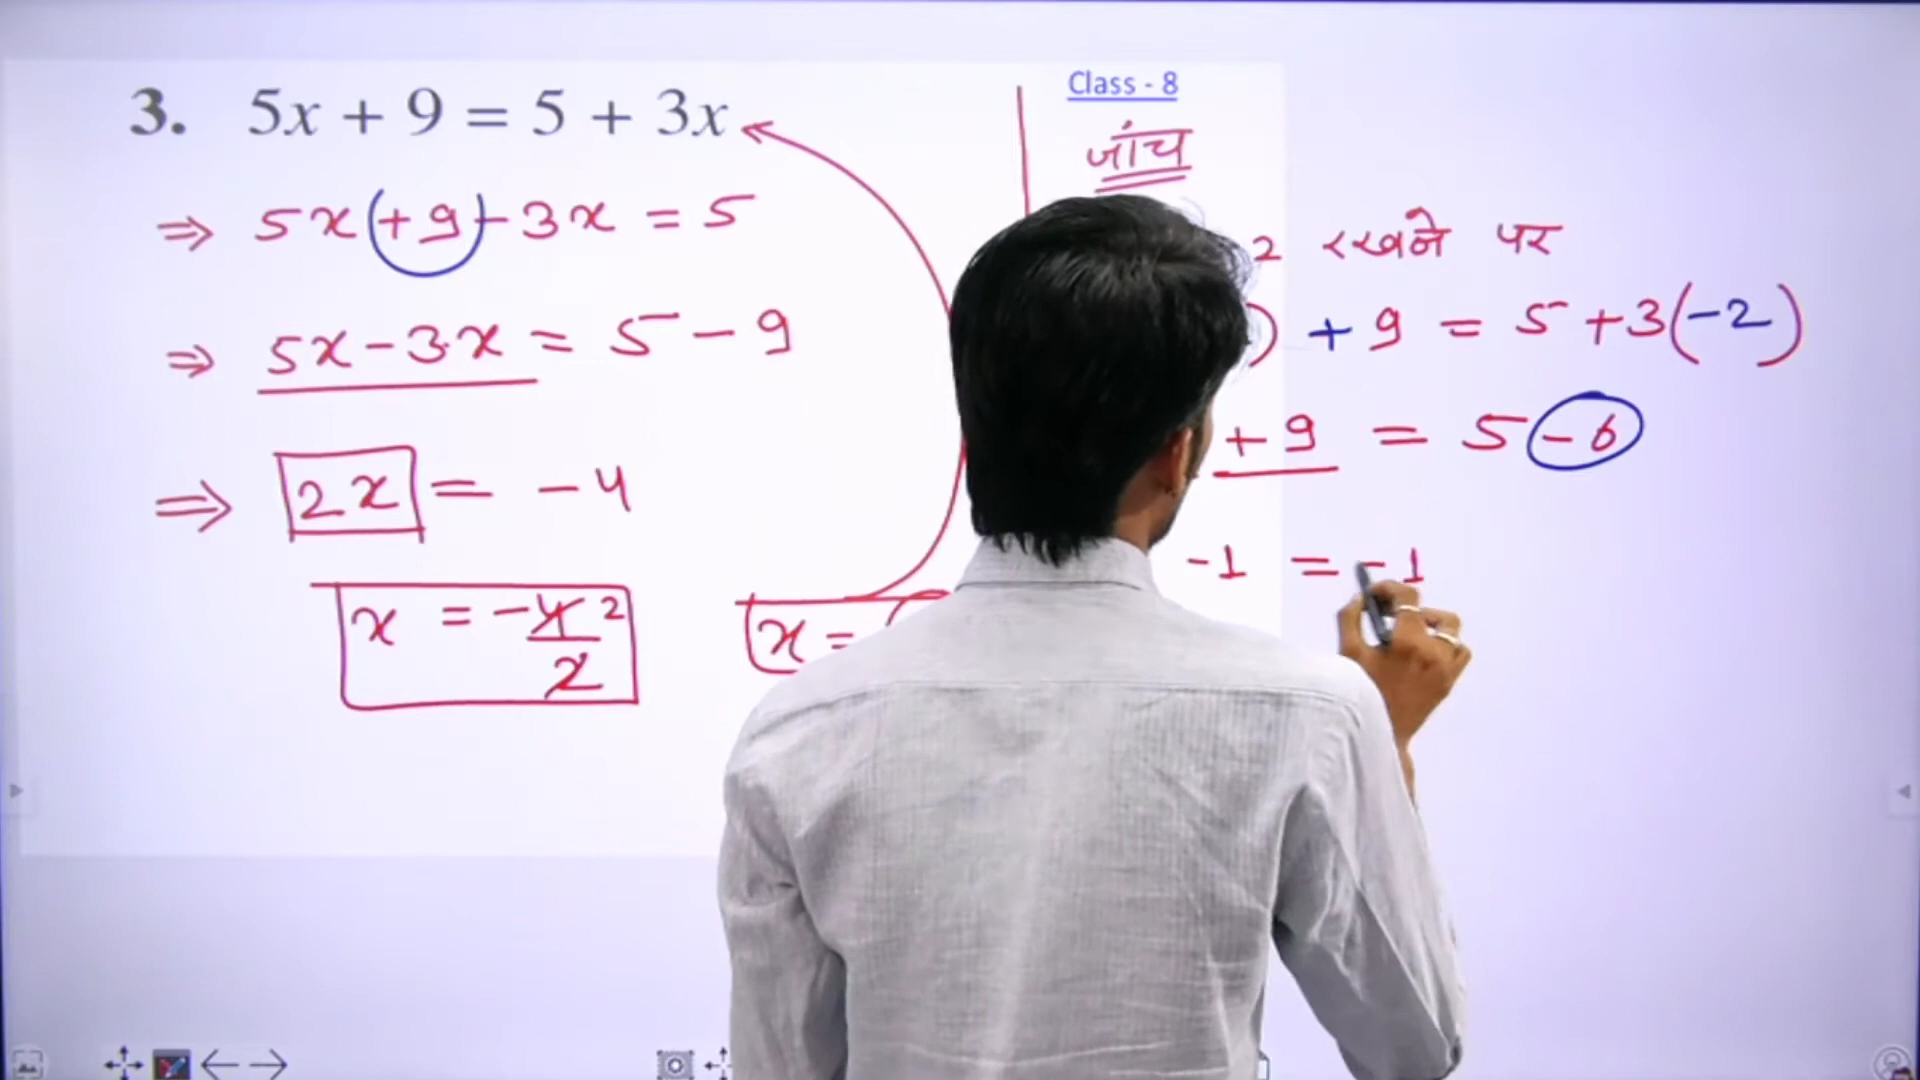 3. 5x + 9 = 5 + 3x
⇒ 5x + 9 - 3x = 5
⇒ 5x - 3x = 5 - 9
⇒ 2x = -4
x = -4/2 2
x =
Class - 8
जांच
2 रखने पर
) + 9 = 5 + 3(-2)
+ 9 = 5 - 6
-1 = -1